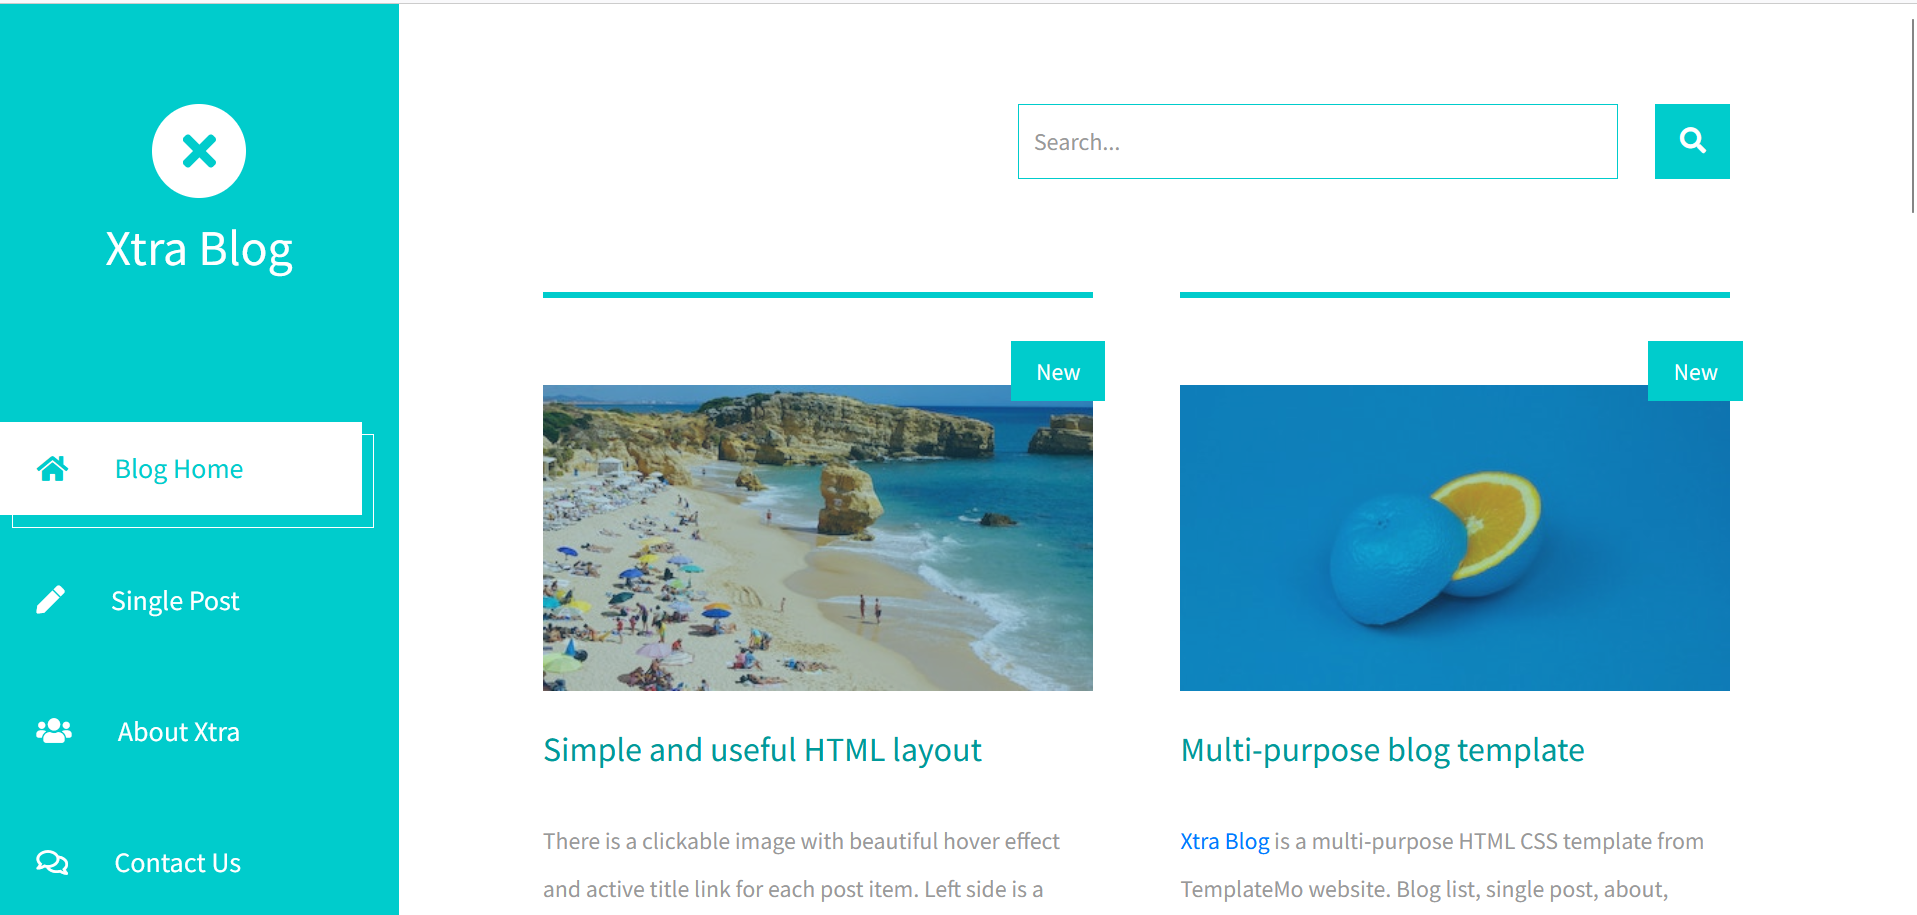 Xtra Blog
Blog Home
Single Post
About Xtra
Contact Us
Search...
New
Simple and useful HTML layout
There is a clickable image with beautiful hover effect
and active title link for each post item. Left side is a
New
Multi-purpose blog template
Xtra Blog is a multi-purpose HTML CSS template from
TemplateMo website. Blog list, single post, about,